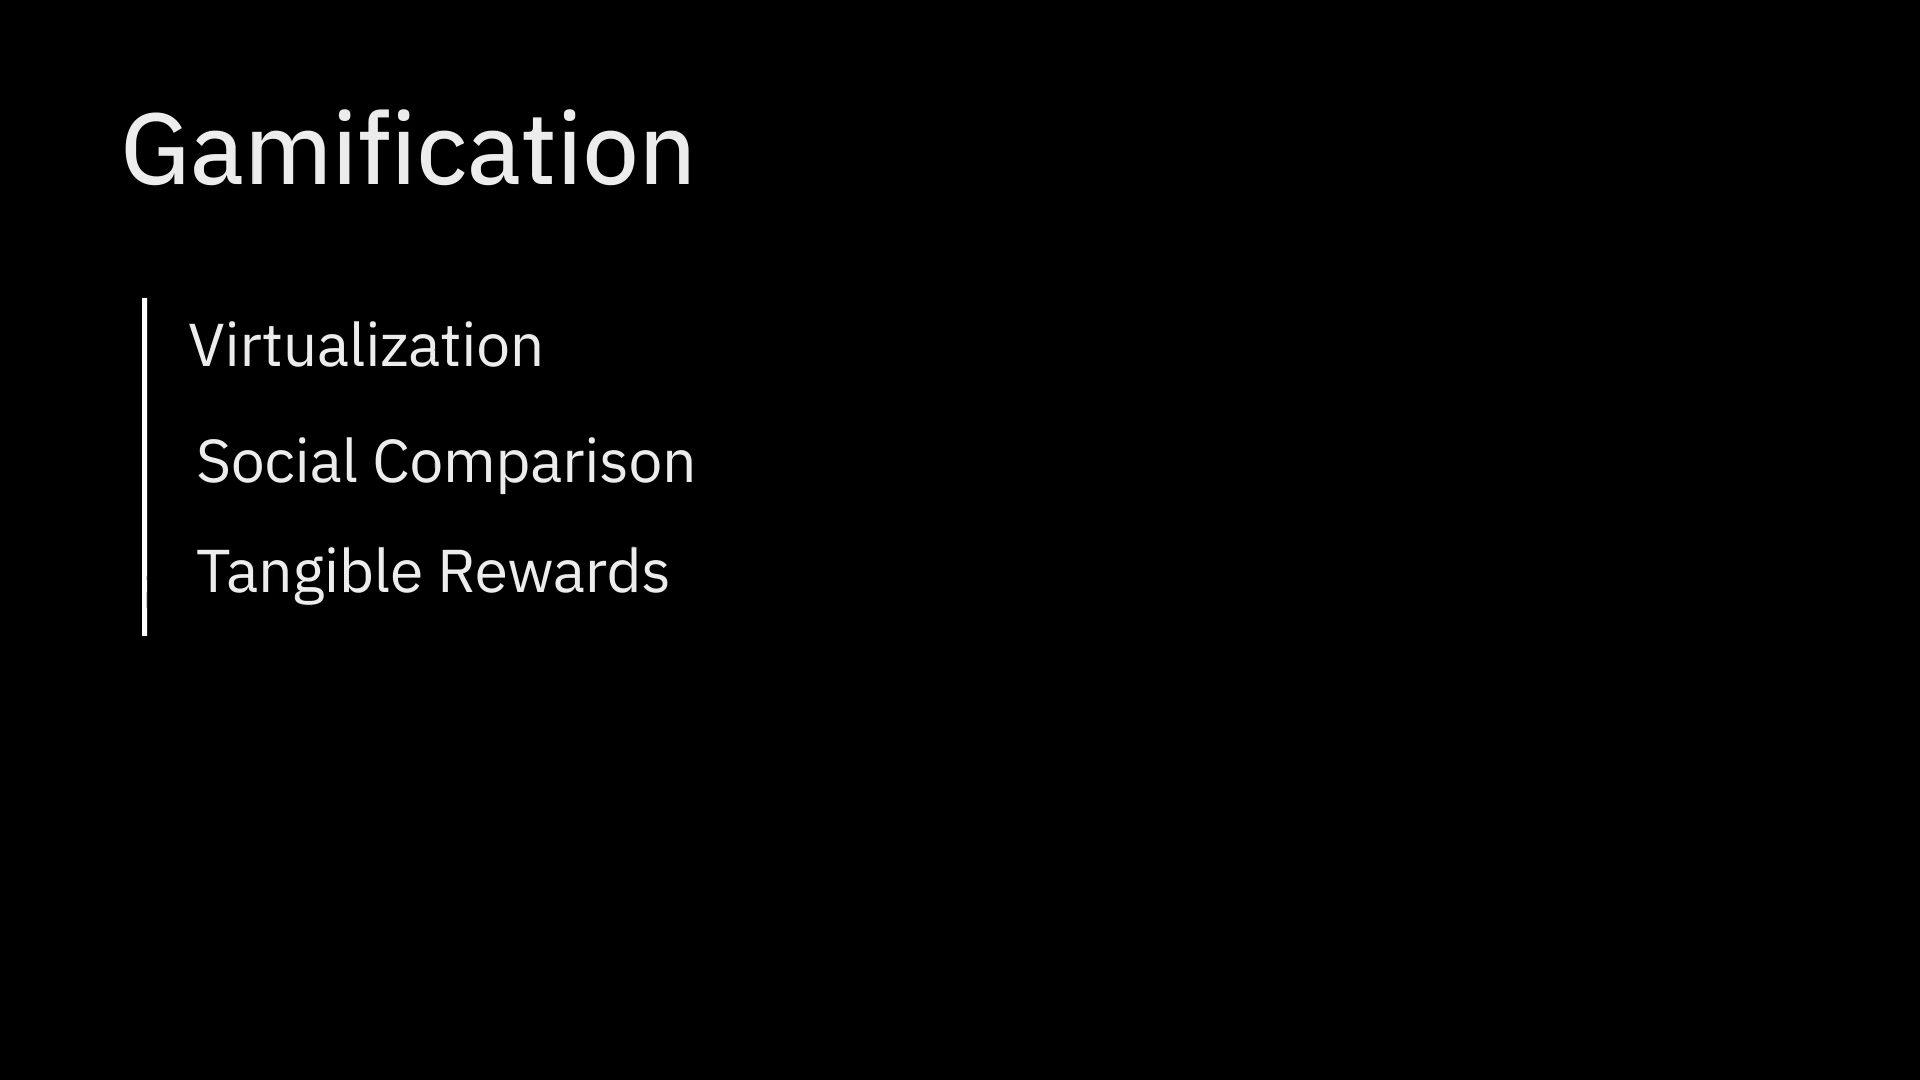 Gamification
Virtualization
Social Comparison
Tangible Rewards